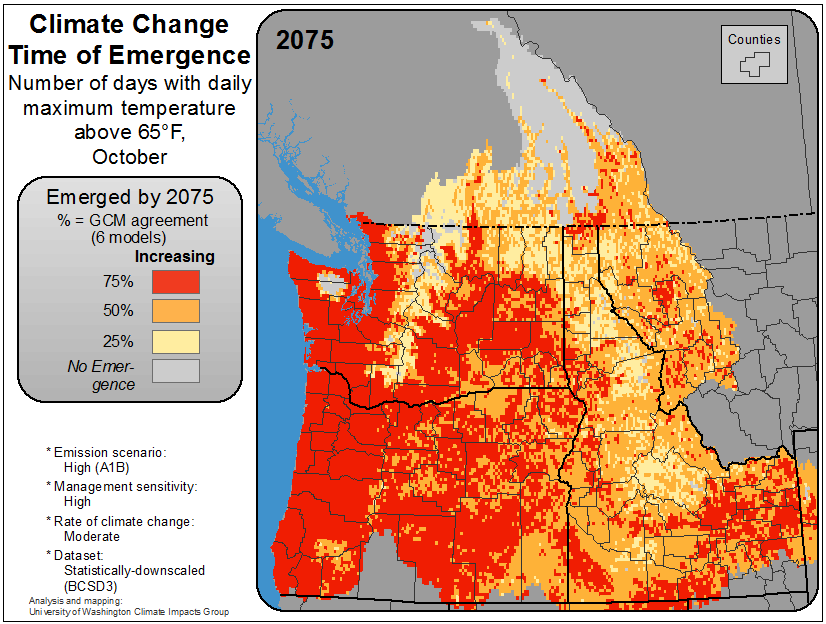 Climate Change
Time of Emergence
Number of days with daily
maximum temperature
above 65°F,
October
Emerged by 2075
% = GCM agreement
(6 models)
Increasing
75%
50%
25%
No Emer-
gence
* Emission scenario:
High (A1B)
* Management sensitivity:
High
* Rate of climate change:
Moderate
* Dataset:
Statistically-downscaled
(BCSD3)
Analysis and mapping:
University of Washington Climate Impacts Group
2075
Counties